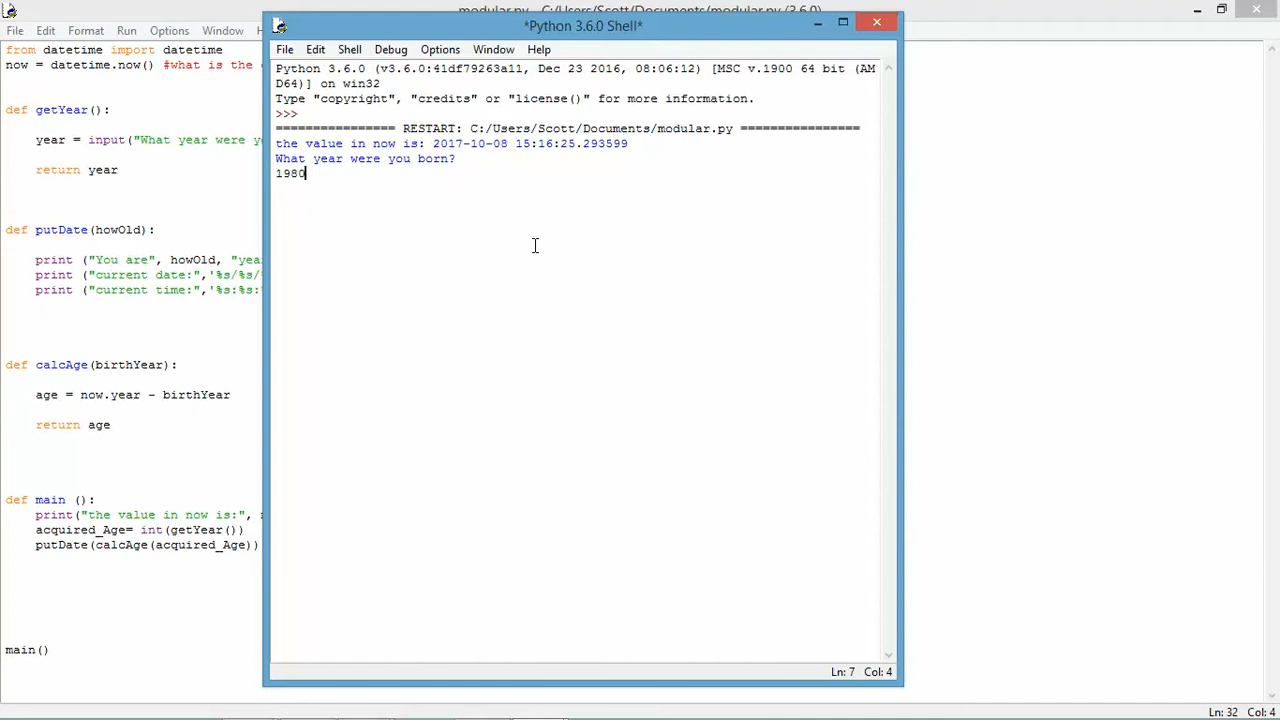 modular.py - C:/Users/Scott/Documents/modular.py (3.6.0)
File Edit Format Run Options Window H
from datetime import datetime
now = datetime.now() #what is the
def getYear():
year = input("What year were y
return year
def putDate(howOld):
print ("You are", howOld, "yea
print ("current date:",'%s/%s/
print ("current time:",'%s:%s:
def calcAge(birthYear):
age = now.year - birthYear
return age
def main ():
print("the value in now is:",
acquired_Age= int(getYear())
putDate(calcAge(acquired_Age))
main()
*Python 3.6.0 Shell*
File Edit Shell Debug Options Window Help
Python 3.6.0 (v3.6.0:41df79263a11, Dec 23 2016, 08:06:12) [MSC v.1900 64 bit (AM
D64)] on win32
Type "copyright", "credits" or "license()" for more information.
>>>
================ RESTART: C:/Users/Scott/Documents/modular.py ================
the value in now is: 2017-10-08 15:16:25.293599
What year were you born?
1980
Ln: 7 Col: 4
Ln: 32 Col: 4